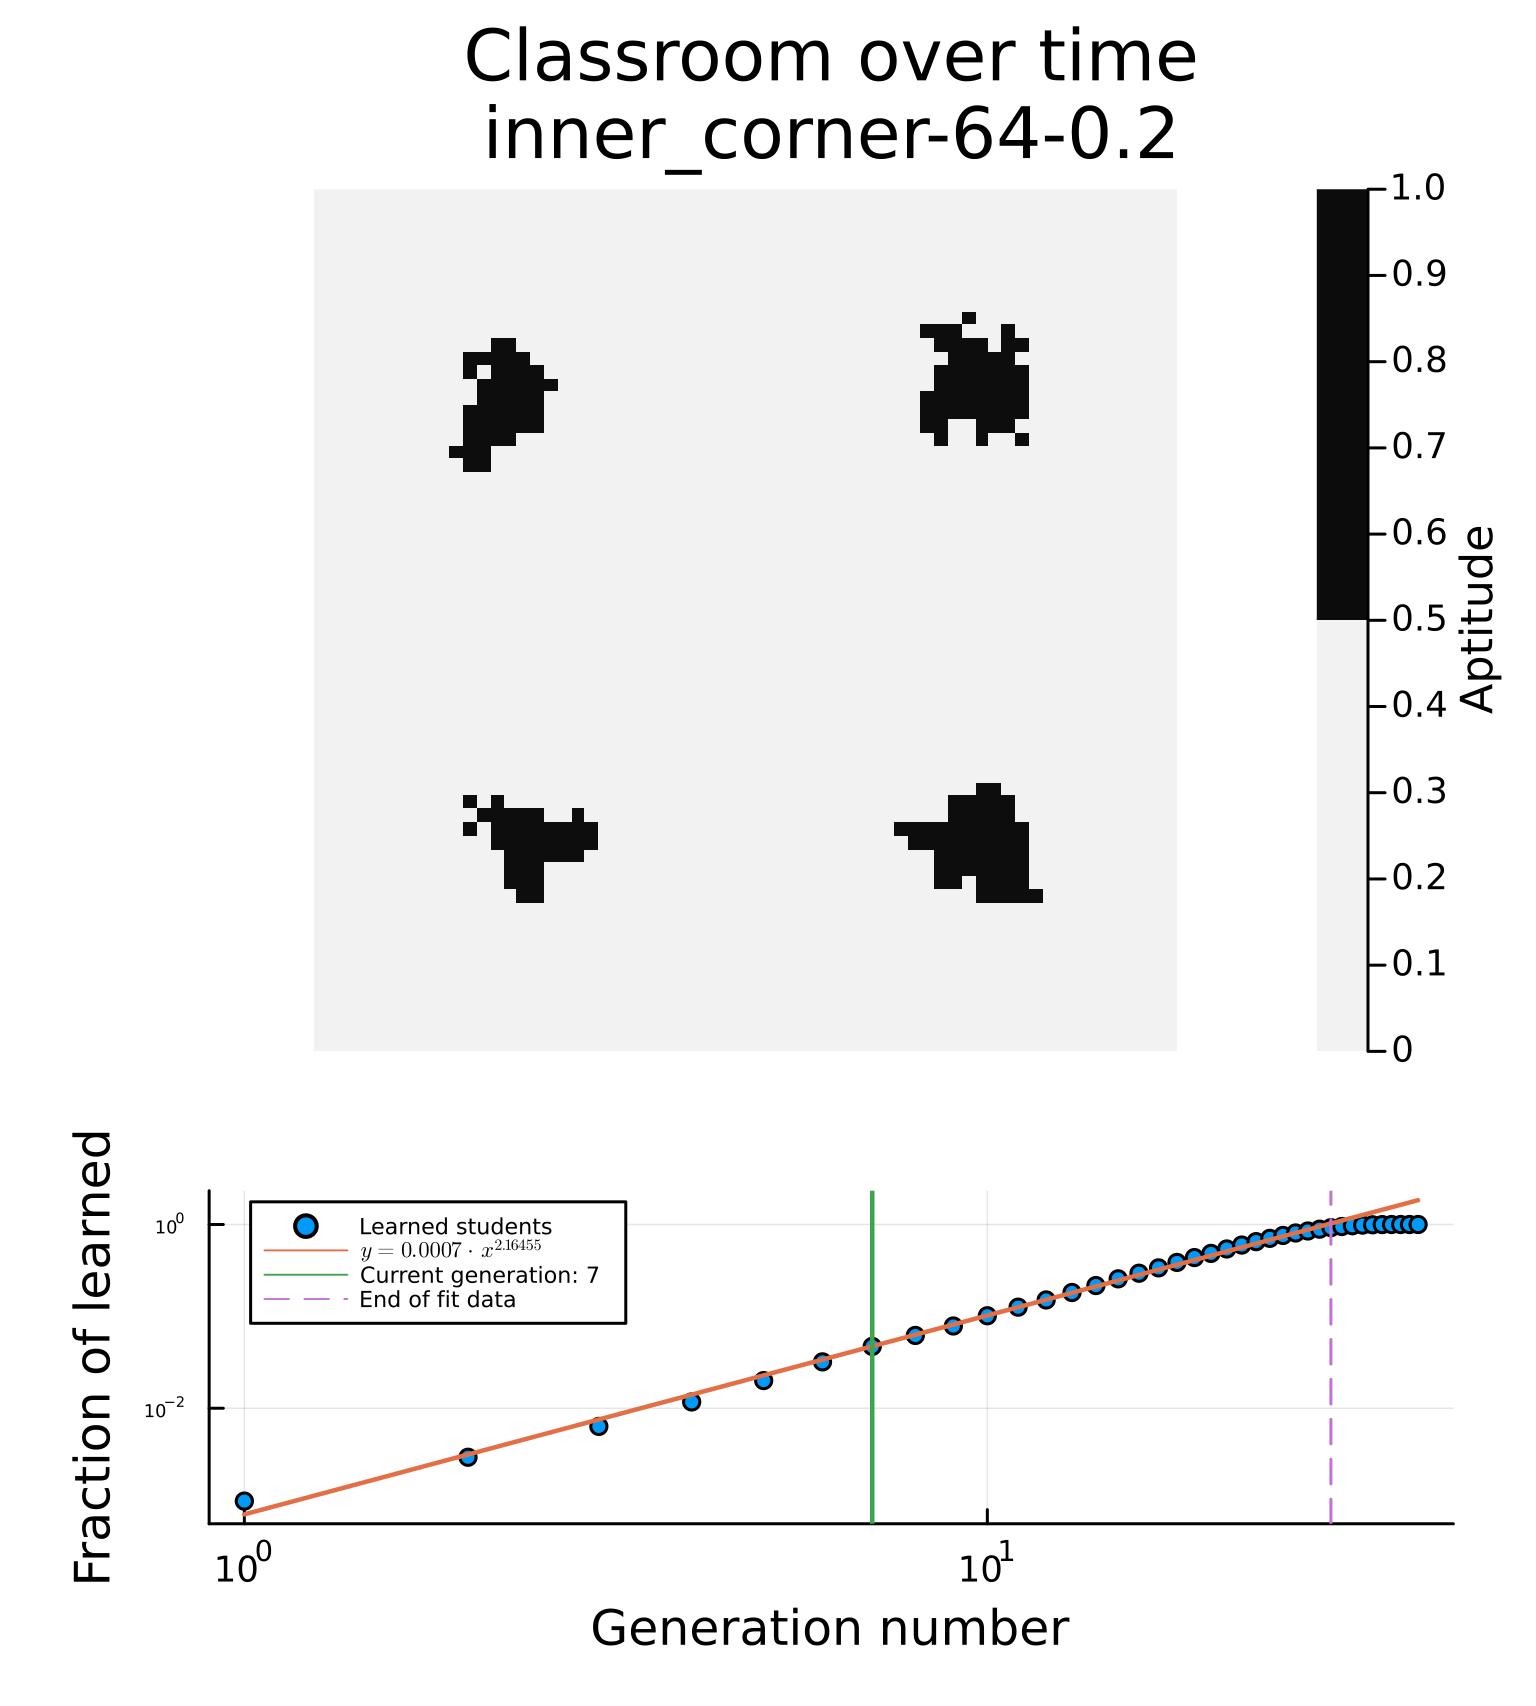 Classroom over time
inner_corner-64-0.2
1.0
0.9
0.8
0.7
0.6
0.5
0.4
0.3
0.2
0.1
0
Aptitude
Fraction of learned
10^0
10^-2
Learned students
y = 0.0007 · x^2.16455
Current generation: 7
End of fit data
10^0
10^1
Generation number